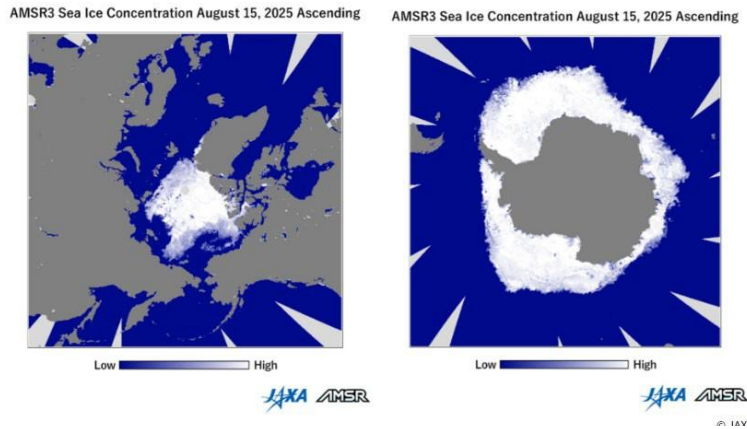 AMSR3 Sea Ice Concentration August 15, 2025 Ascending
Low High
JAXA AMSR
AMSR3 Sea Ice Concentration August 15, 2025 Ascending
Low High
JAXA AMSR
© JAX